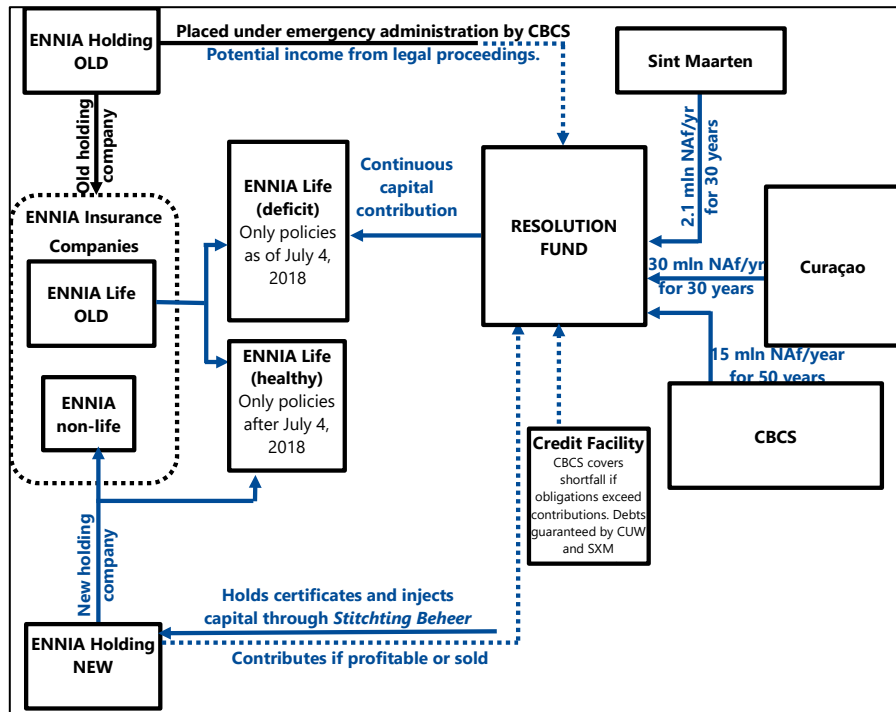 ENNIA Holding
OLD
Placed under emergency administration by CBCS
Potential income from legal proceedings.
Sint Maarten
Old holding
company
2.1 mln NAf/yr
for 30 years
ENNIA Insurance
Companies
ENNIA Life
OLD
ENNIA
non-life
ENNIA Life
(deficit)
Only policies
as of July 4,
2018
Continuous
capital
contribution
RESOLUTION
FUND
30 mln NAf/yr
for 30 years
Curaçao
ENNIA Life
(healthy)
Only policies
after July 4,
2018
15 mln NAf/year
for 50 years
CBCS
Credit Facility
CBCS covers
shortfall if
obligations exceed
contributions. Debts
guaranteed by CUW
and SXM
New holding
company
Holds certificates and injects
capital through Stitchting Beheer
ENNIA Holding
NEW
Contributes if profitable or sold